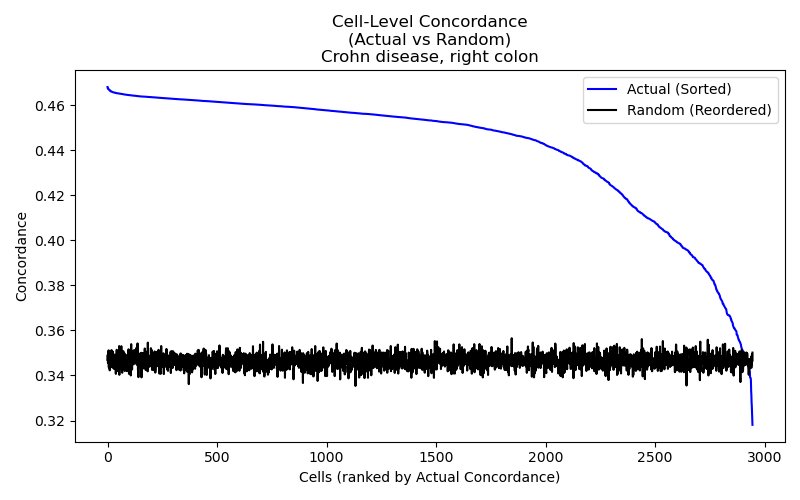 Cell-Level Concordance
(Actual vs Random)
Crohn disease, right colon
Actual (Sorted)
Random (Reordered)
Concordance
0.46
0.44
0.42
0.40
0.38
0.36
0.34
0.32
0 500 1000 1500 2000 2500 3000
Cells (ranked by Actual Concordance)